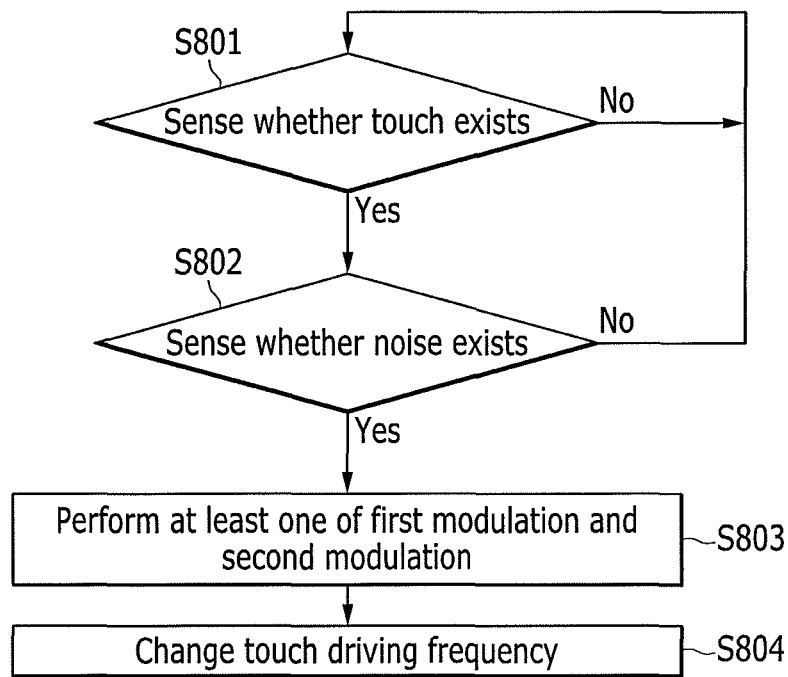 S801
Sense whether touch exists
No
Yes
S802
Sense whether noise exists
No
Yes
Perform at least one of first modulation and
second modulation
S803
Change touch driving frequency
S804